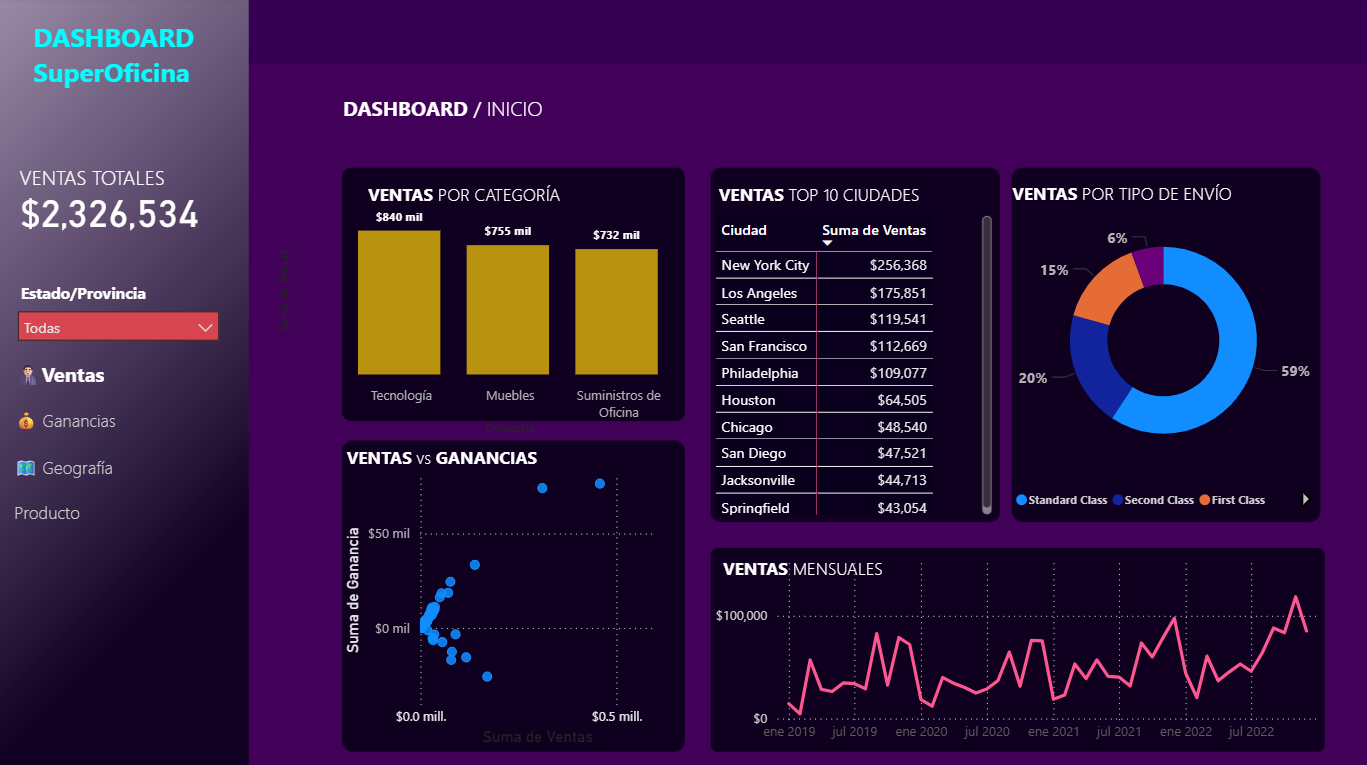 DASHBOARD
SuperOficina
VENTAS TOTALES
$2,326,534
Estado/Provincia
Todas
Ventas
Ganancias
Geografía
Producto
DASHBOARD / INICIO
VENTAS POR CATEGORÍA
$840 mil
$755 mil
$732 mil
Tecnología
Muebles
Suministros de
Oficina
Categoría
VENTAS vs GANANCIAS
Suma de Ganancia
$50 mil
$0 mil
$0.0 mill.
$0.5 mill.
Suma de Ventas
VENTAS TOP 10 CIUDADES
Ciudad Suma de Ventas
New York City $256,368
Los Angeles $175,851
Seattle $119,541
San Francisco $112,669
Philadelphia $109,077
Houston $64,505
Chicago $48,540
San Diego $47,521
Jacksonville $44,713
Springfield $43,054
VENTAS POR TIPO DE ENVÍO
6%
15%
20%
59%
Standard Class Second Class First Class
VENTAS MENSUALES
$100,000
$0
ene 2019 jul 2019 ene 2020 jul 2020 ene 2021 jul 2021 ene 2022 jul 2022